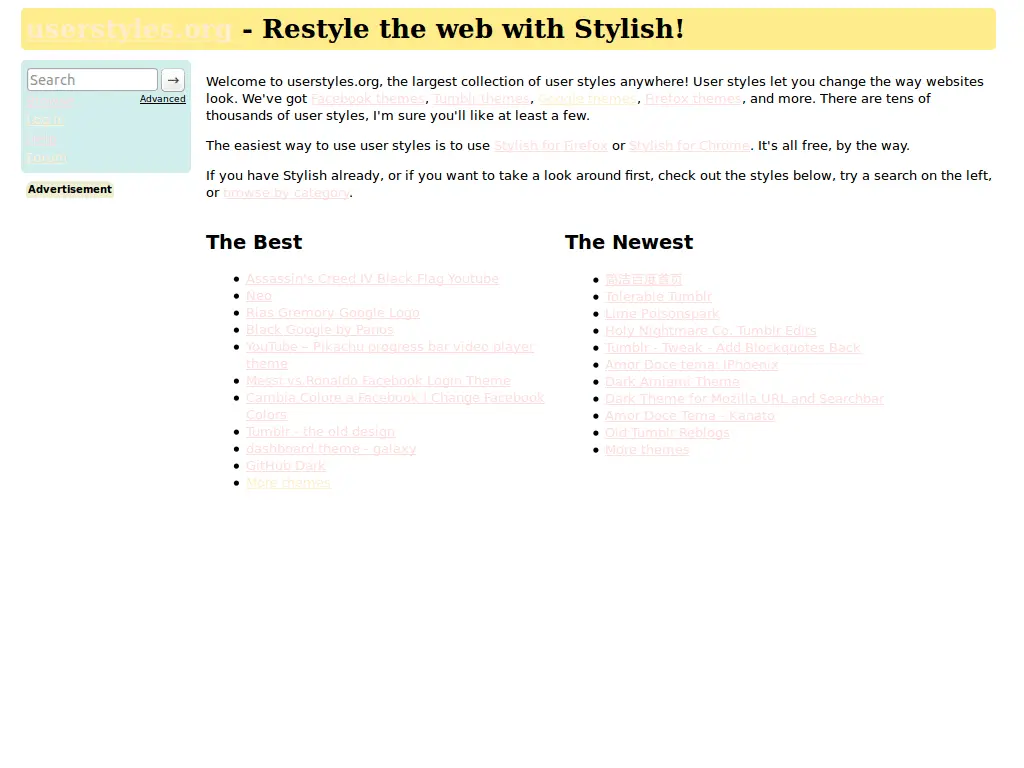 userstyles.org - Restyle the web with Stylish!
Search →
Advanced
Log in
Forum
Advertisement
Welcome to userstyles.org, the largest collection of user styles anywhere! User styles let you change the way websites
look. We've got Facebook themes, Tumblr themes, Google themes, Firefox themes, and more. There are tens of
thousands of user styles, I'm sure you'll like at least a few.
The easiest way to use user styles is to use Stylish for Firefox or Stylish for Chrome. It's all free, by the way.
If you have Stylish already, or if you want to take a look around first, check out the styles below, try a search on the left,
or browse by category.
The Best
Assassin's Creed IV Black Flag Youtube
Neo
Rias Gremory Google Logo
Black Google by Panos
YouTube – Pikachu progress bar video player
theme
Messi vs Ronaldo Facebook Login Theme
Cambia Colore a Facebook | Change Facebook
Colors
Tumblr - the old design
dashboard theme - galaxy
GitHub Dark
More themes
The Newest
简洁百度首页
Tolerable Tumblr
Lime Poisonspark
Holy Nightmare Co. Tumblr Edits
Tumblr - Tweak - Add Blockquotes Back
Amor Doce tema: IPhoenix
Dark Amiami Theme
Dark Theme for Mozilla URL and Searchbar
Amor Doce Tema - Kanato
Old Tumblr Reblogs
More themes